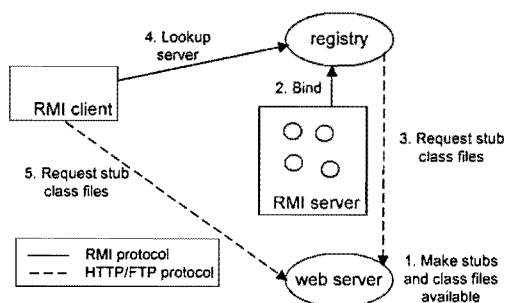 4. Lookup
server
registry
RMI client
2. Bind
3. Request stub
class files
5. Request stub
class files
RMI server
RMI protocol
HTTP/FTP protocol
web server
1. Make stubs
and class files
available